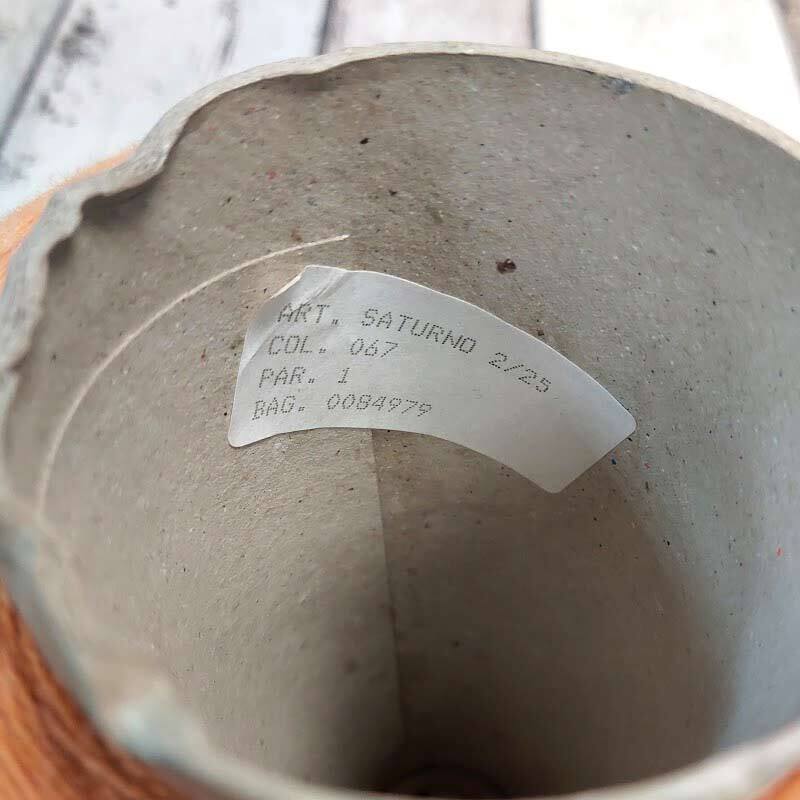 ART. SATURNO 2/25
COL. 067
PAR. 1
BAG. 0084979